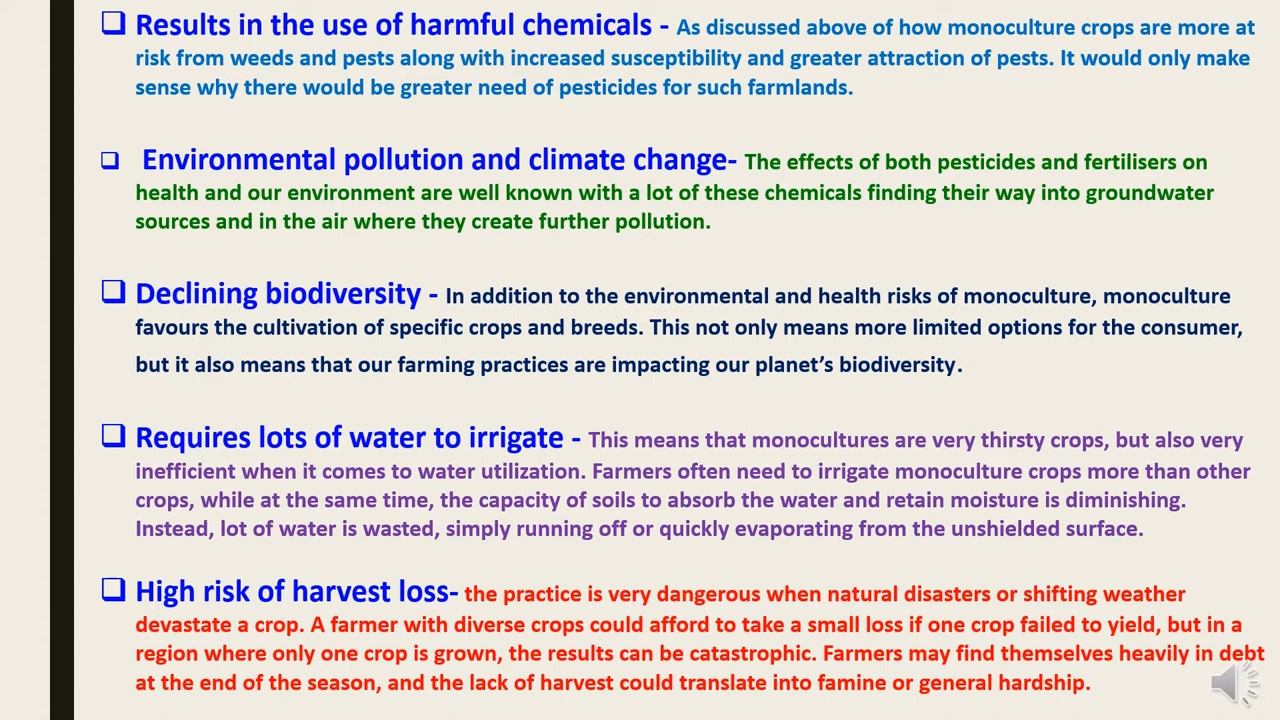 Results in the use of harmful chemicals - As discussed above of how monoculture crops are more at
risk from weeds and pests along with increased susceptibility and greater attraction of pests. It would only make
sense why there would be greater need of pesticides for such farmlands.
Environmental pollution and climate change- The effects of both pesticides and fertilisers on
health and our environment are well known with a lot of these chemicals finding their way into groundwater
sources and in the air where they create further pollution.
Declining biodiversity - In addition to the environmental and health risks of monoculture, monoculture
favours the cultivation of specific crops and breeds. This not only means more limited options for the consumer,
but it also means that our farming practices are impacting our planet’s biodiversity.
Requires lots of water to irrigate - This means that monocultures are very thirsty crops, but also very
inefficient when it comes to water utilization. Farmers often need to irrigate monoculture crops more than other
crops, while at the same time, the capacity of soils to absorb the water and retain moisture is diminishing.
Instead, lot of water is wasted, simply running off or quickly evaporating from the unshielded surface.
High risk of harvest loss- the practice is very dangerous when natural disasters or shifting weather
devastate a crop. A farmer with diverse crops could afford to take a small loss if one crop failed to yield, but in a
region where only one crop is grown, the results can be catastrophic. Farmers may find themselves heavily in debt
at the end of the season, and the lack of harvest could translate into famine or general hardship.